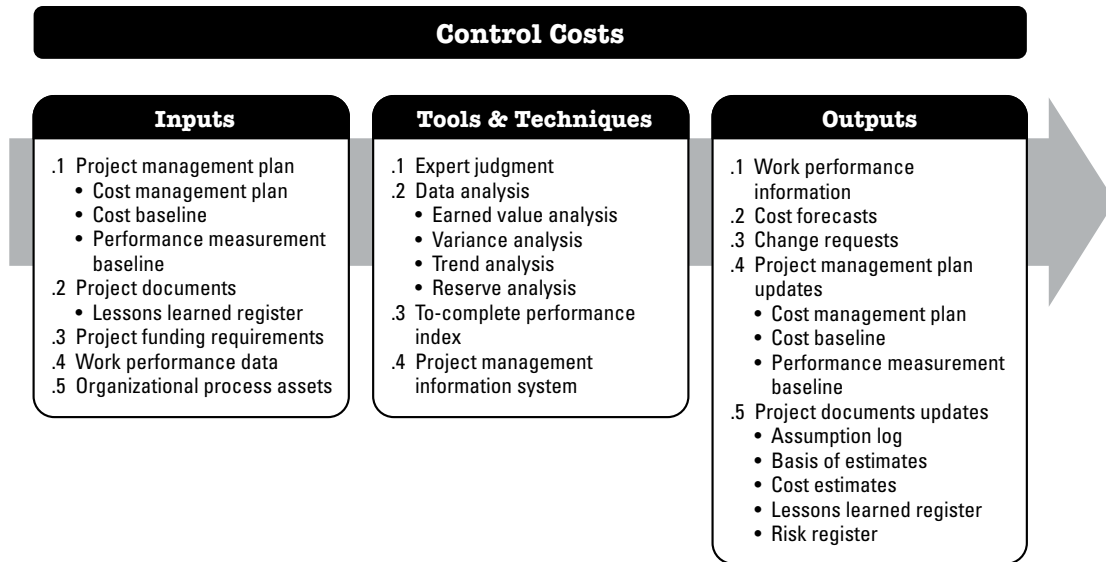 Control Costs
Inputs
.1 Project management plan
• Cost management plan
• Cost baseline
• Performance measurement
baseline
.2 Project documents
• Lessons learned register
.3 Project funding requirements
.4 Work performance data
.5 Organizational process assets
Tools & Techniques
.1 Expert judgment
.2 Data analysis
• Earned value analysis
• Variance analysis
• Trend analysis
• Reserve analysis
.3 To-complete performance
index
.4 Project management
information system
Outputs
.1 Work performance
information
.2 Cost forecasts
.3 Change requests
.4 Project management plan
updates
• Cost management plan
• Cost baseline
• Performance measurement
baseline
.5 Project documents updates
• Assumption log
• Basis of estimates
• Cost estimates
• Lessons learned register
• Risk register